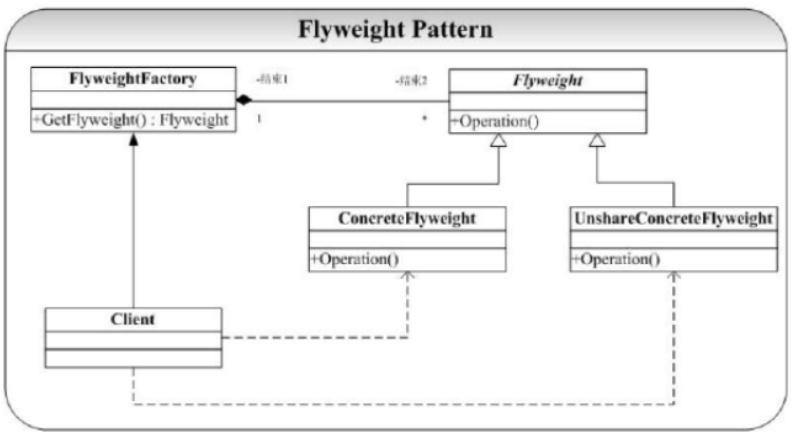 Flyweight Pattern
FlyweightFactory
-结束1
-结束2
Flyweight
+GetFlyweight() : Flyweight
1
*
+Operation()
ConcreteFlyweight
UnshareConcreteFlyweight
+Operation()
+Operation()
Client